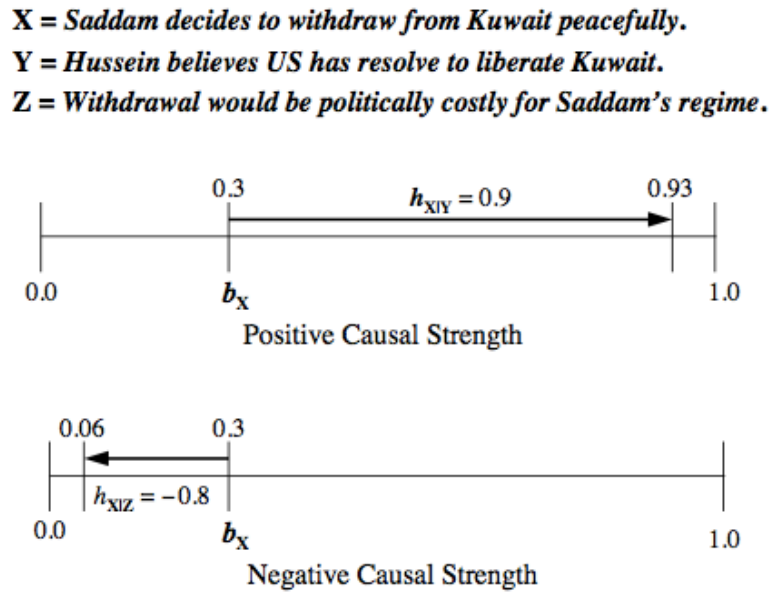 X = Saddam decides to withdraw from Kuwait peacefully.
Y = Hussein believes US has resolve to liberate Kuwait.
Z = Withdrawal would be politically costly for Saddam's regime.
0.3
h_X|Y = 0.9
0.93
0.0
b_X
1.0
Positive Causal Strength
0.06
0.3
h_X|Z = −0.8
0.0
b_X
1.0
Negative Causal Strength